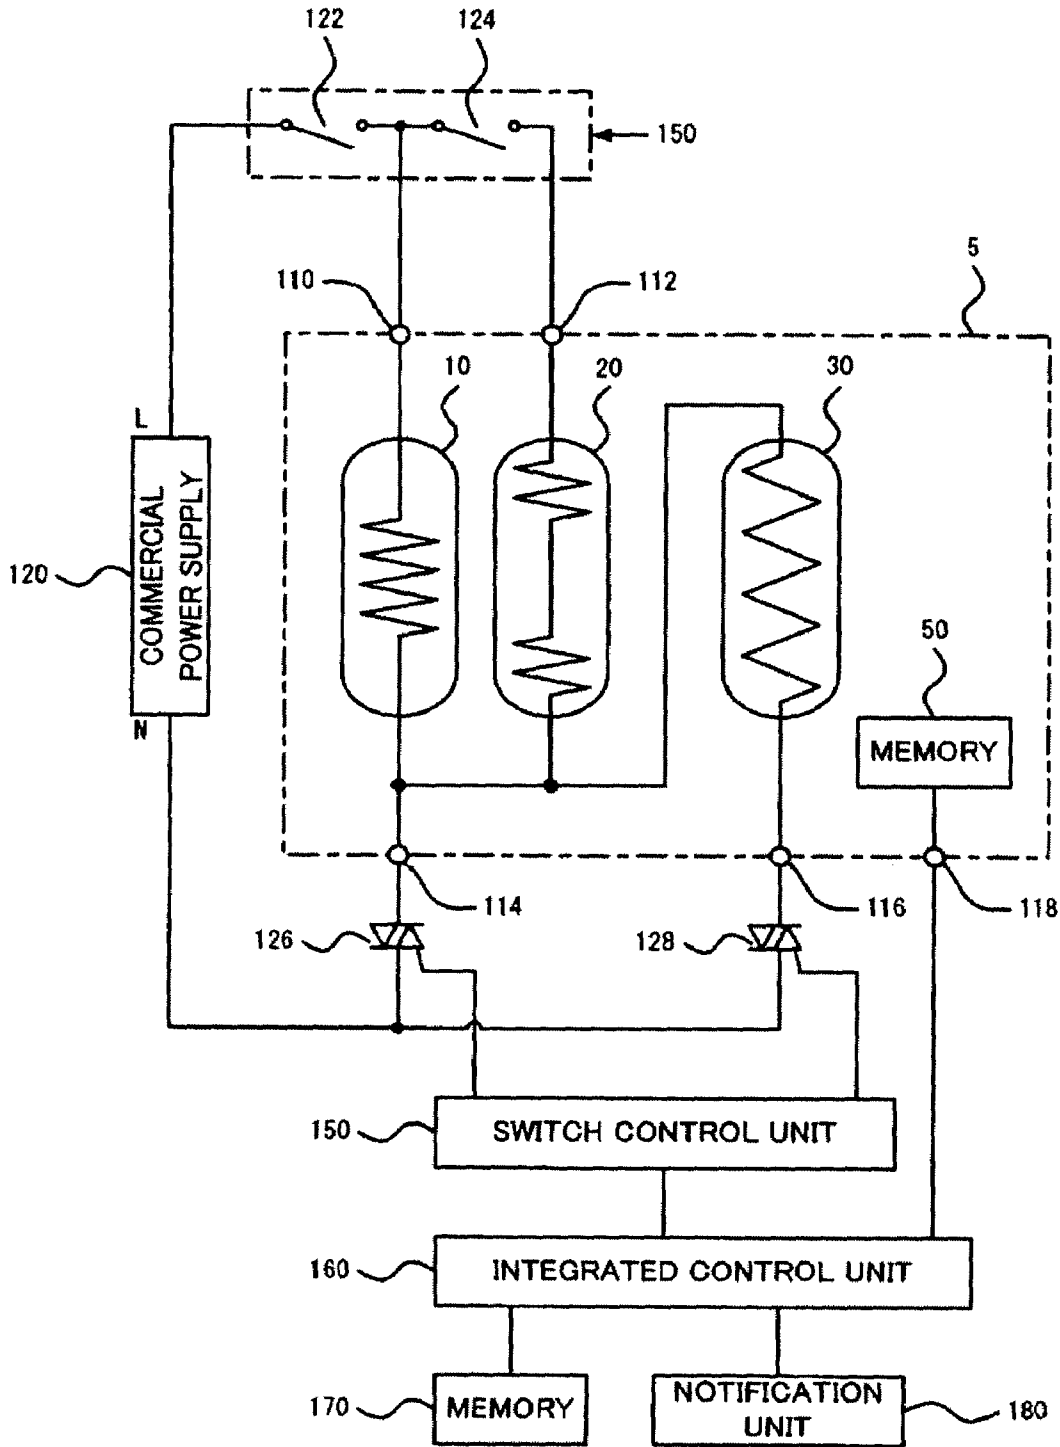 122
124
150
5
110
112
10
20
30
L
120
COMMERCIAL
POWER SUPPLY
N
50
MEMORY
114
116
118
126
128
150
SWITCH CONTROL UNIT
160
INTEGRATED CONTROL UNIT
170
MEMORY
NOTIFICATION
UNIT
180